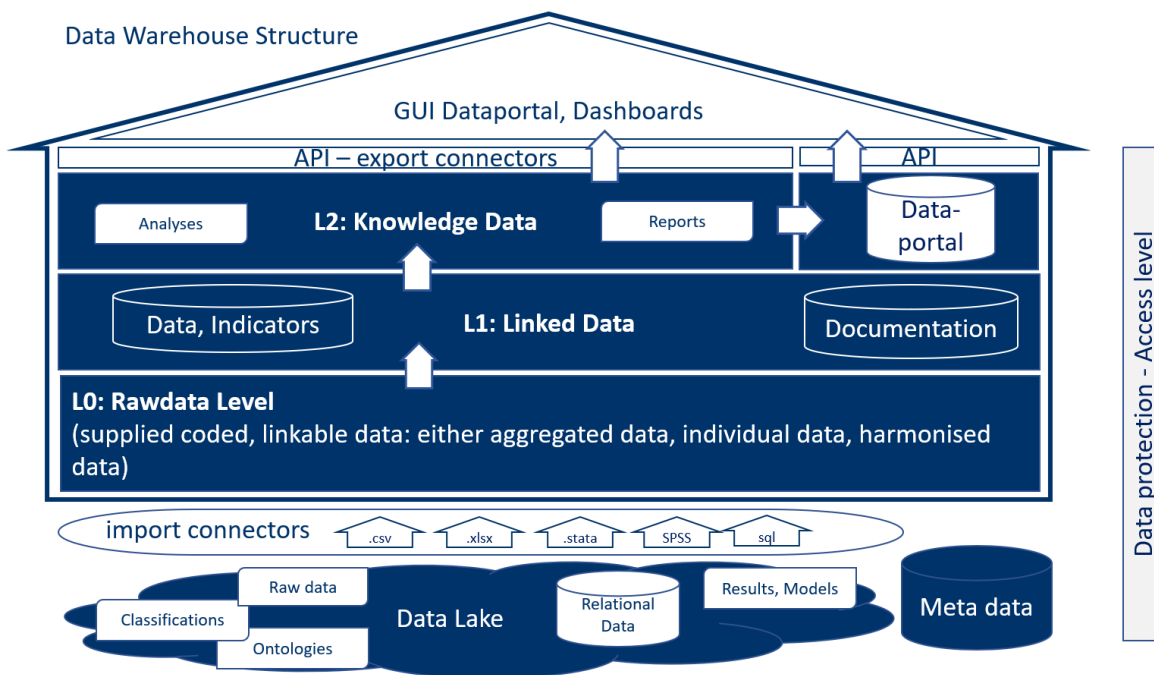 Data Warehouse Structure
GUI Dataportal, Dashboards
API – export connectors
API
Analyses
L2: Knowledge Data
Reports
Data-
portal
Data, Indicators
L1: Linked Data
Documentation
L0: Rawdata Level
(supplied coded, linkable data: either aggregated data, individual data, harmonised
data)
import connectors
.csv
.xlsx
.stata
SPSS
sql
Raw data
Classifications
Ontologies
Data Lake
Relational
Data
Results, Models
Meta data
Data protection - Access level